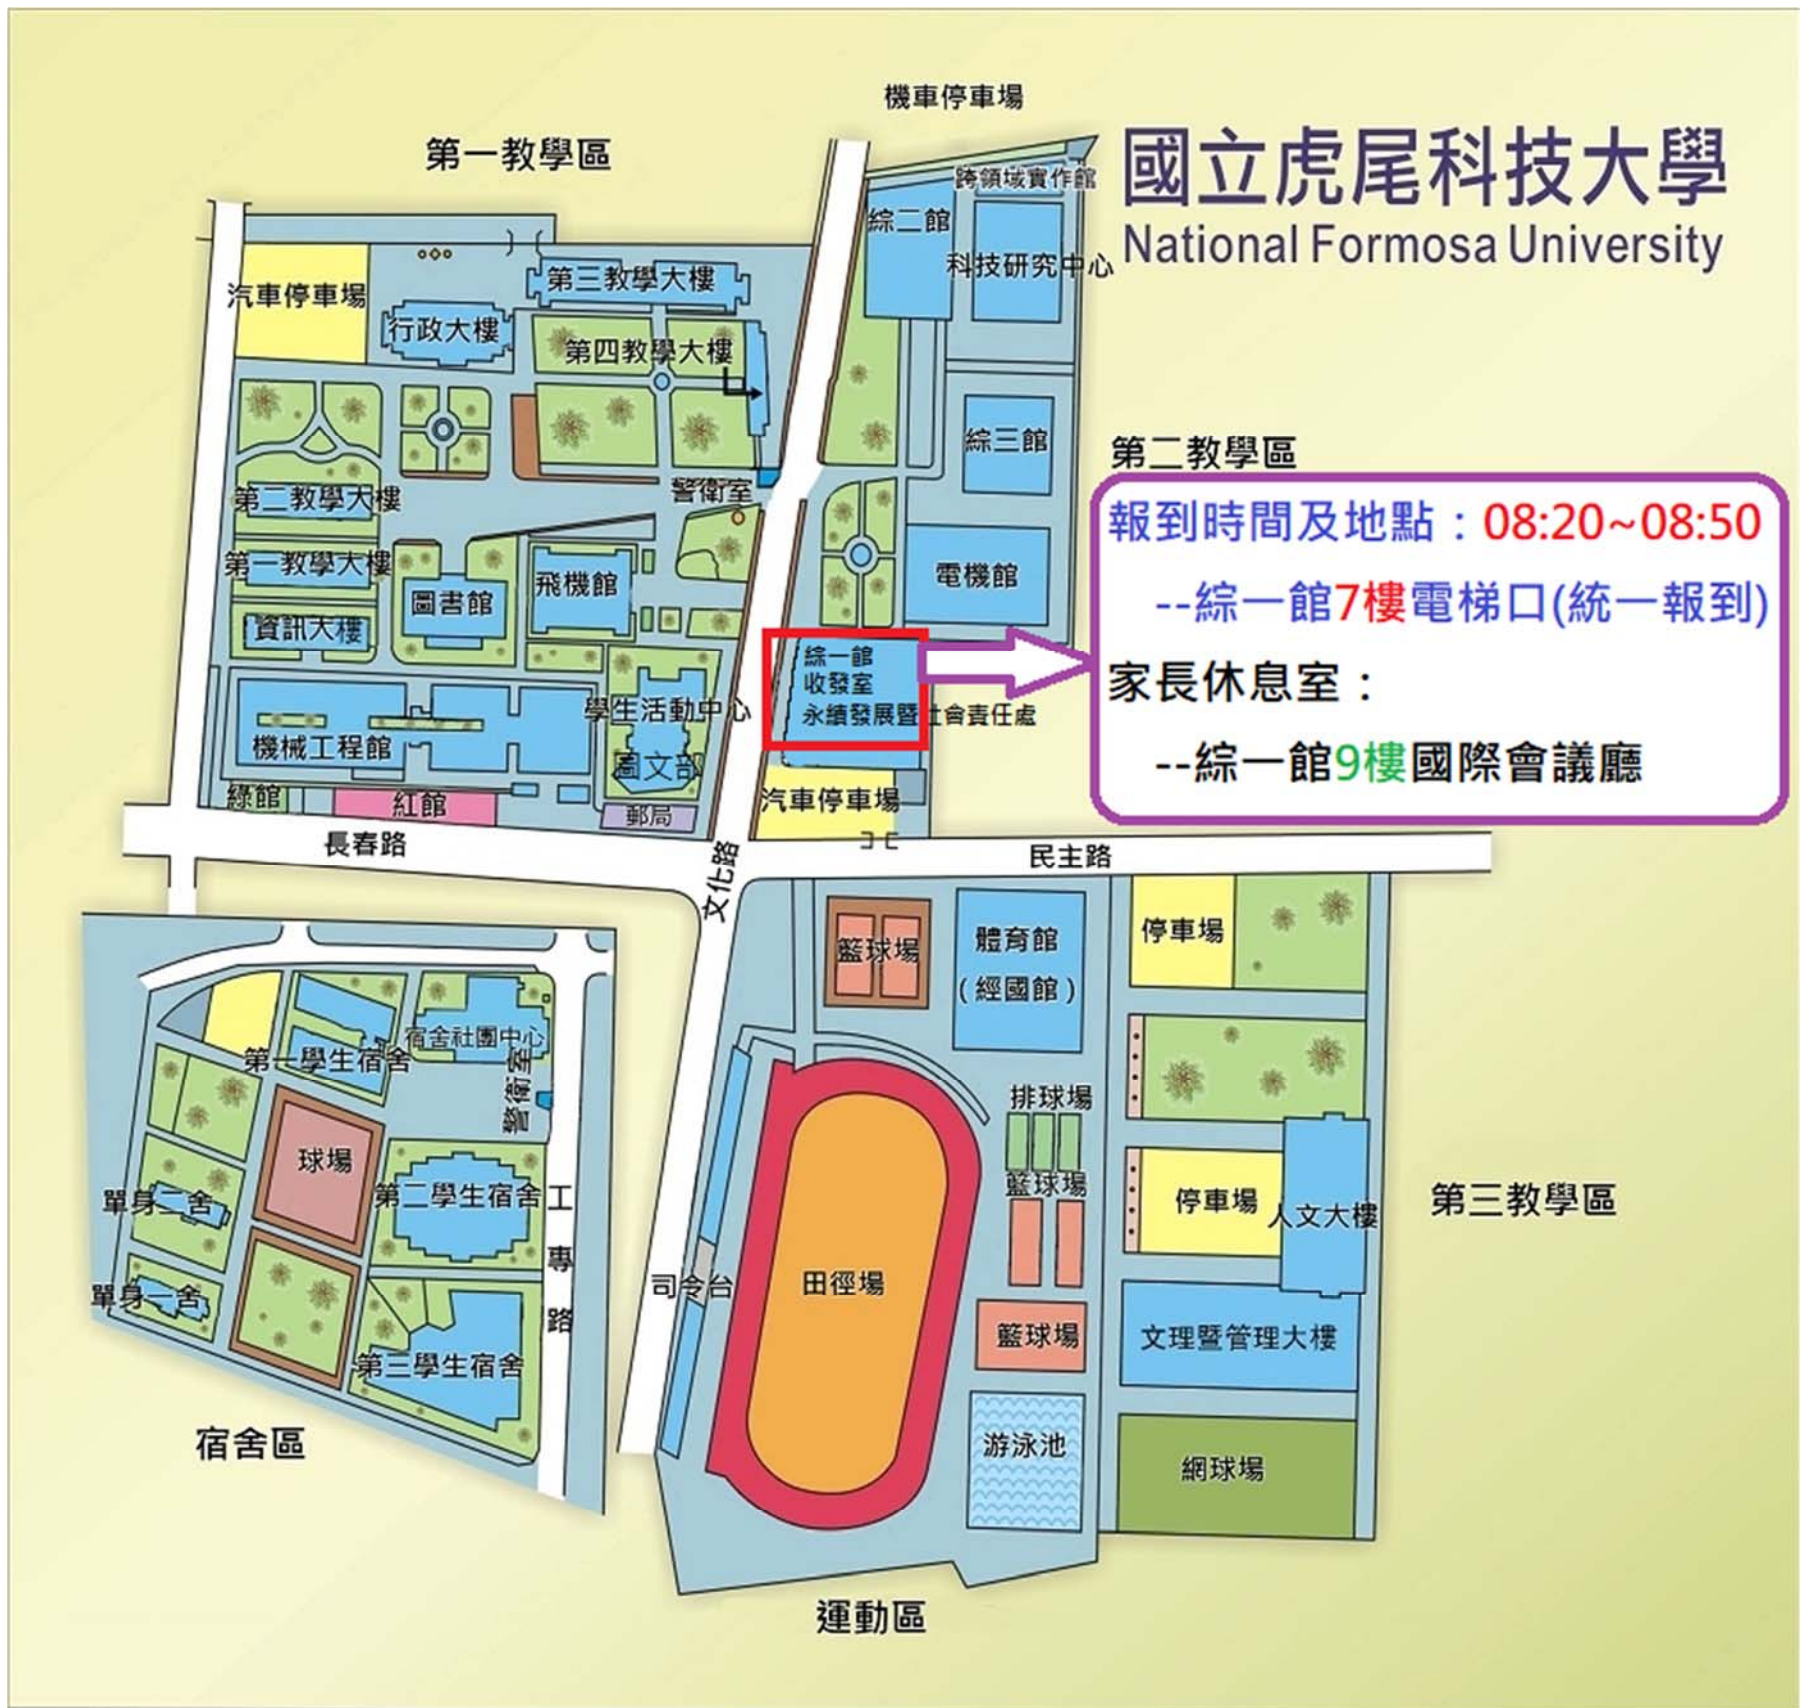 機車停車場
第一教學區
國立虎尾科技大學
National Formosa University
跨領域實作館
綜二館
科技研究中心
汽車停車場
第三教學大樓
行政大樓
第四教學大樓
綜三館
第二教學區
第二教學大樓
警衛室
報到時間及地點：08:20~08:50
--綜一館7樓電梯口(統一報到)
家長休息室：
--綜一館9樓國際會議廳
第一教學大樓
圖書館
飛機館
電機館
資訊大樓
綜一館
收發室
永續發展暨社會責任處
學生活動中心
機械工程館
圖文部
綠館
紅館
郵局
汽車停車場
長春路
文化路
民主路
籃球場
體育館
(經國館)
停車場
宿舍社團中心
第一學生宿舍
警衛室
排球場
球場
籃球場
第二學生宿舍
單身二舍
工專路
停車場
人文大樓
第三教學區
單身一舍
司令台
田徑場
籃球場
文理暨管理大樓
第三學生宿舍
宿舍區
游泳池
網球場
運動區